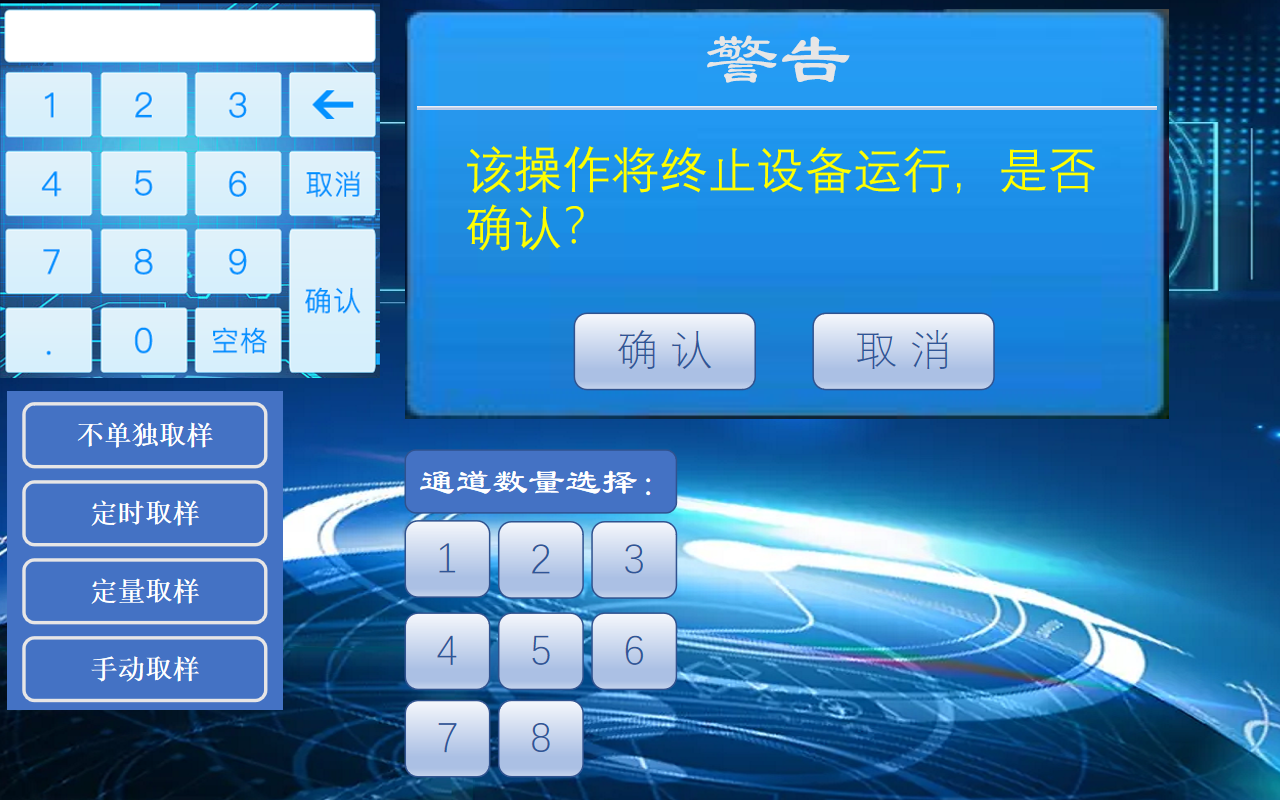 1 2 3 ←
4 5 6 取消
7 8 9 确认
. 0 空格
警告
该操作将终止设备运行，是否
确认？
确认 取消
不单独取样
定时取样
定量取样
手动取样
通道数量选择：
1 2 3
4 5 6
7 8